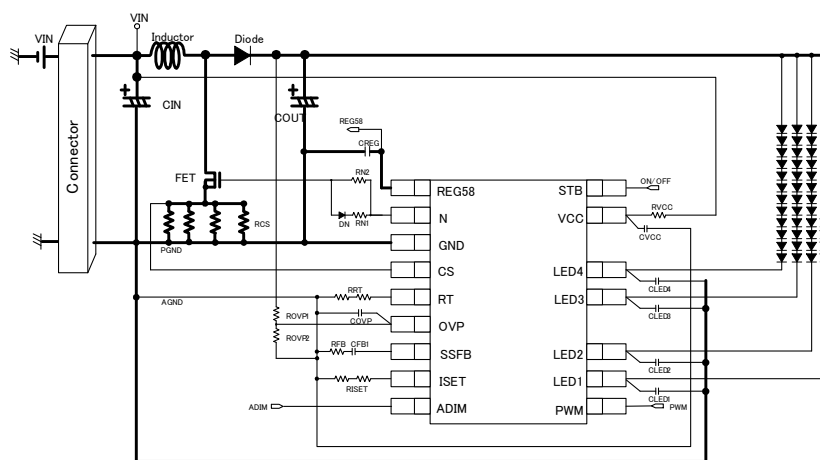 VIN
VIN
Inductor
Diode
CIN
COUT
Connector
REG58
CREG
FET
RN2
RN1
DN
RCS
PGND
AGND
RRT
COVP
ROVP1
ROVP2
RFB
CFB1
RISET
ADIM
REG58
N
GND
CS
RT
OVP
SSFB
ISET
ADIM
STB
VCC
LED4
LED3
LED2
LED1
PWM
ON/OFF
RVCC
CVCC
CLED4
CLED3
CLED2
CLED1
PWM